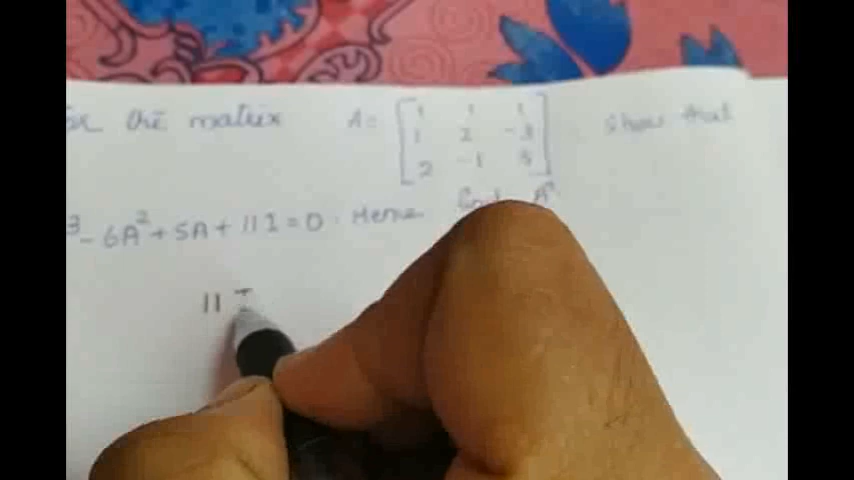 the matrix A = [ 1 1 1 show that
1 2 -3
2 -1 3 ]
3 - 6A² + 5A + 11I = 0. Hence find A
11 I